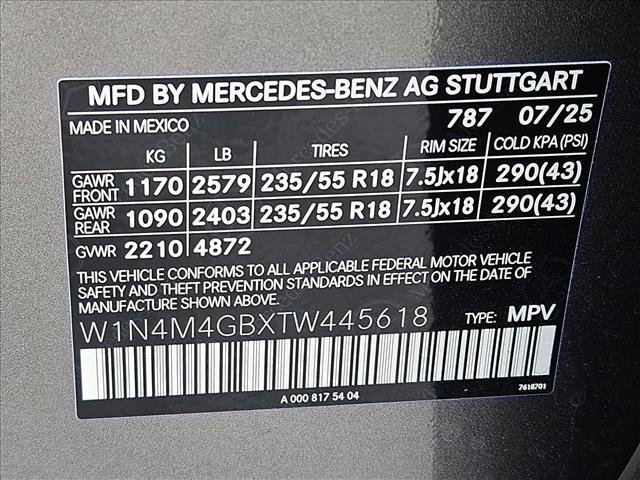 MFD BY MERCEDES-BENZ AG STUTTGART
MADE IN MEXICO 787 07/25
KG LB TIRES RIM SIZE COLD KPA(PSI)
GAWR FRONT 1170 2579 235/55 R18 7.5Jx18 290(43)
GAWR REAR 1090 2403 235/55 R18 7.5Jx18 290(43)
GVWR 2210 4872
THIS VEHICLE CONFORMS TO ALL APPLICABLE FEDERAL MOTOR VEHICLE
SAFETY AND THEFT PREVENTION STANDARDS IN EFFECT ON THE DATE OF
MANUFACTURE SHOWN ABOVE.
W1N4M4GBXTW445618 TYPE: MPV
7618701
A 000 817 54 04